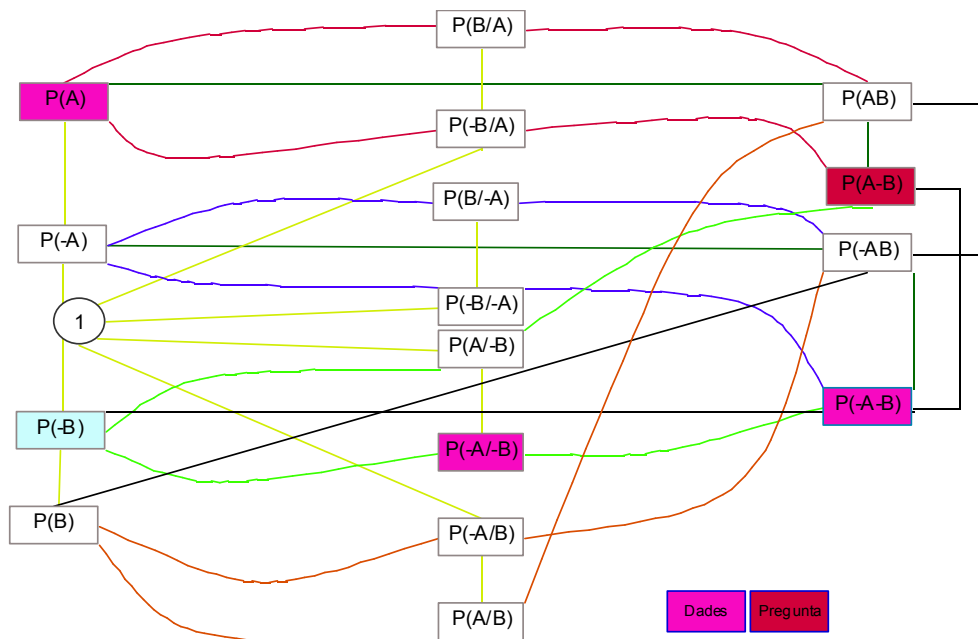 P(B/A)
P(A)
P(AB)
P(-B/A)
P(A-B)
P(B/-A)
P(-A)
P(-AB)
P(-B/-A)
1
P(A/-B)
P(-A-B)
P(-B)
P(-A/-B)
P(B)
P(-A/B)
P(A/B)
Dades
Pregunta